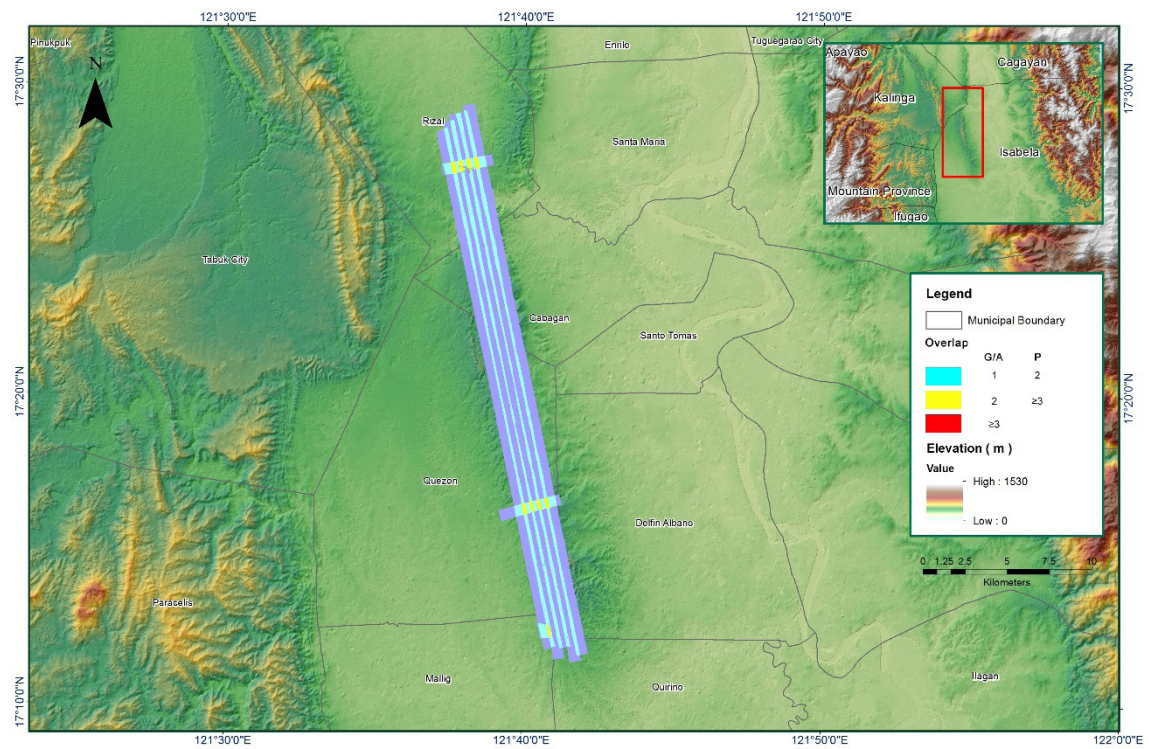 121°30'0"E
121°40'0"E
121°50'0"E
Pinukpuk
Enrilo
Tuguegarao City
N
17°30'0"N
17°30'0"N
Apayao
Cagayan
Kalinga
Isabela
Mountain Province
Ifugao
Rizal
Santa Maria
Tabuk City
Cabagan
Santo Tomas
Legend
Municipal Boundary
Overlap
G/A P
1 2
2 ≥3
≥3
Elevation ( m )
Value
High : 1530
Low : 0
17°20'0"N
17°20'0"N
Quezon
Delfin Albano
0 1.25 2.5 5 7.5 10
Kilometers
Paraselis
Mallig
Quirino
Ilagan
17°10'0"N
121°30'0"E
121°40'0"E
121°50'0"E
122°0'0"E